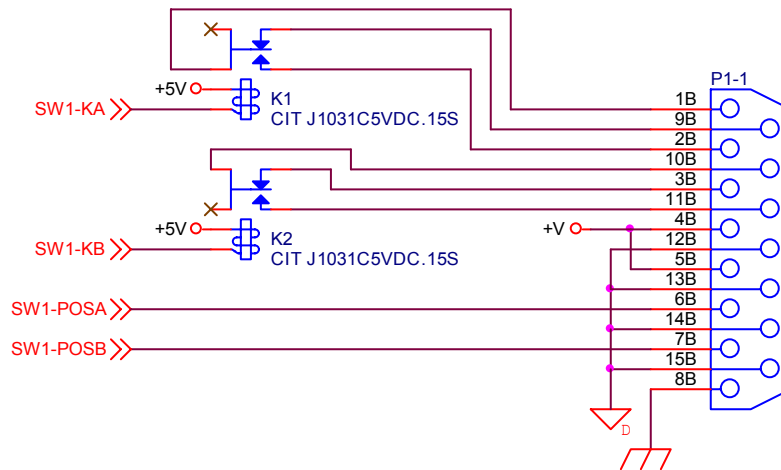 P1-1
1B
+5V
K1
9B
SW1-KA
CIT J1031C5VDC.15S
2B
10B
3B
11B
+5V
K2
+V
4B
SW1-KB
CIT J1031C5VDC.15S
12B
5B
13B
SW1-POSA
6B
14B
SW1-POSB
7B
15B
8B
D